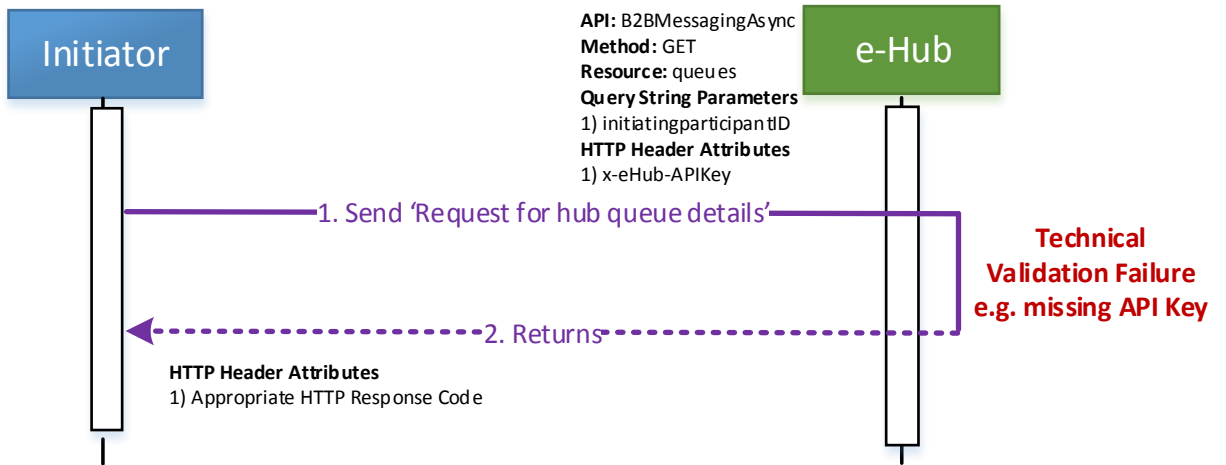 Initiator
API: B2BMessagingAsync
Method: GET
Resource: queues
Query String Parameters
1) initiatingparticipantID
HTTP Header Attributes
1) x-eHub-APIKey
e-Hub
1. Send ‘Request for hub queue details’
Technical
Validation Failure
e.g. missing API Key
2. Returns
HTTP Header Attributes
1) Appropriate HTTP Response Code